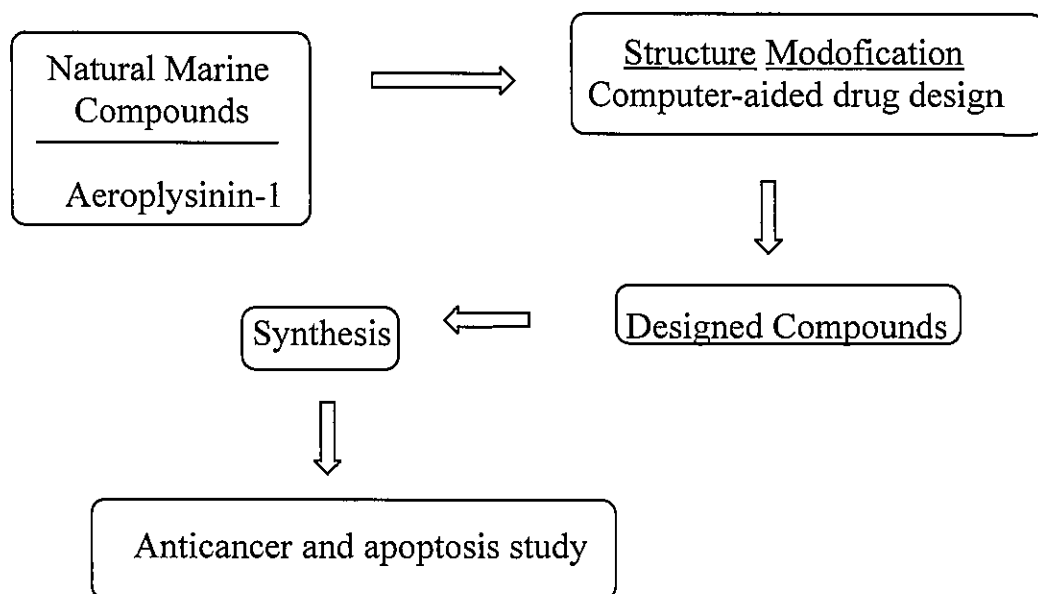 Natural Marine
Compounds
Aeroplysinin-1
Structure Modofication
Computer-aided drug design
Designed Compounds
Synthesis
Anticancer and apoptosis study